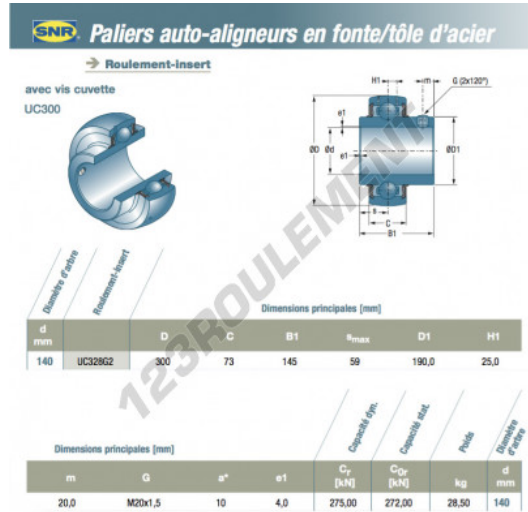 SNR Paliers auto-aligneurs en fonte/tôle d'acier
Roulement-insert
avec vis cuvette
UC300
H1 m G (2x120°)
e1
ØD Ød ØD1
e1
s
C
B1
123ROULEMENT
Diamètre d'arbre Roulement-insert Dimensions principales [mm]
d mm D C B1 smax D1 H1
140 UC328G2 300 73 145 59 190,0 25,0
Dimensions principales [mm] Capacité dyn. Capacité stat. Poids Diamètre d'arbre
m G a* e1 Cr [kN] C0r [kN] kg d mm
20,0 M20x1,5 10 4,0 275,00 272,00 28,50 140